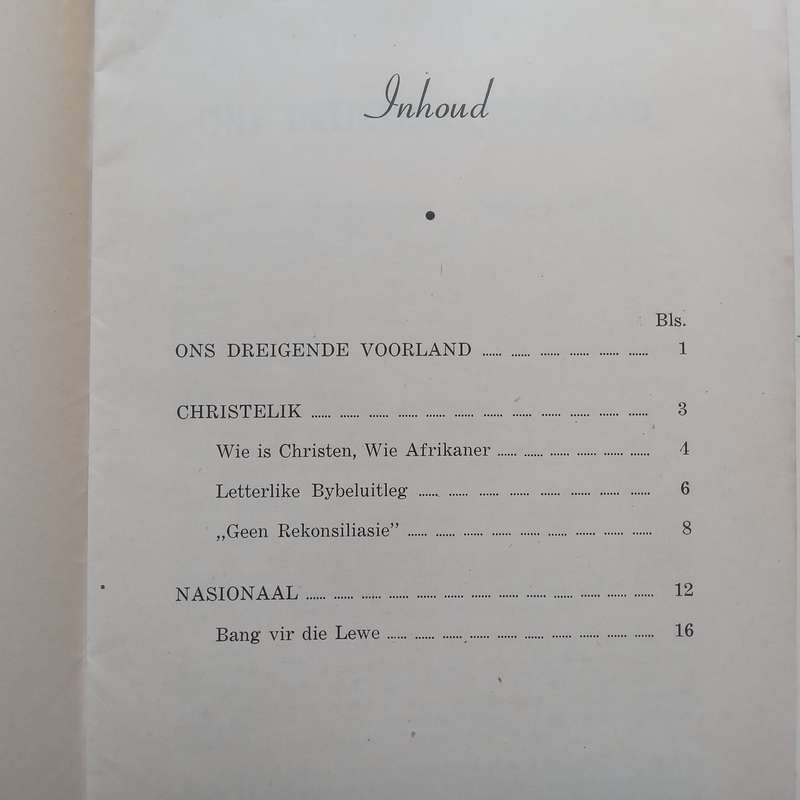 Inhoud
Bls.
ONS DREIGENDE VOORLAND ...... ...... ...... ...... ...... ...... 1
CHRISTELIK ...... ...... ...... ...... ...... ...... ...... ...... ...... ...... ...... ...... 3
Wie is Christen, Wie Afrikaner ...... ...... ...... ...... ...... ...... 4
Letterlike Bybeluitleg ...... ...... ...... ...... ...... ...... ...... ...... 6
„Geen Rekonsiliasie” ...... ...... ...... ...... ...... ...... ...... ...... ...... 8
NASIONAAL ...... ...... ...... ...... ...... ...... ...... ...... ...... ...... ...... ...... ...... 12
Bang vir die Lewe ...... ...... ...... ...... ...... ...... ...... ...... ...... ...... 16